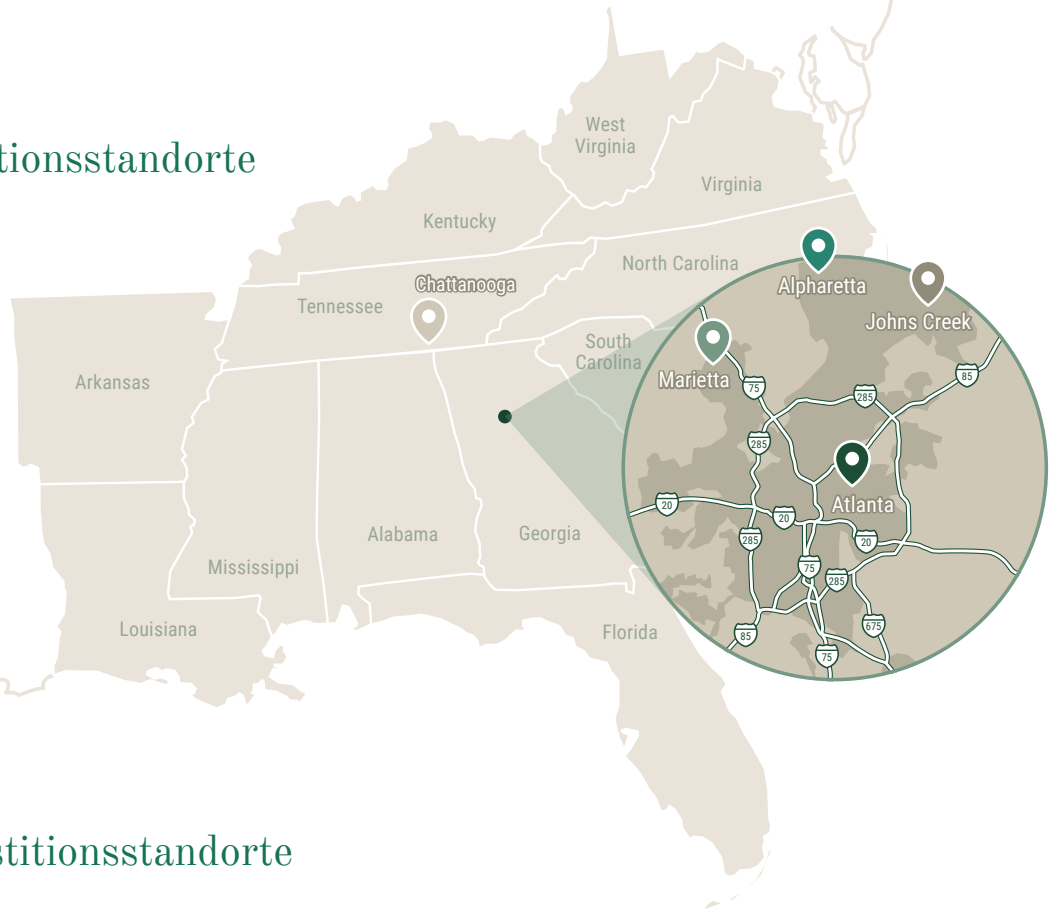 West
Virginia
tionsstandorte
Virginia
Kentucky
North Carolina
Chattanooga
Alpharetta
Tennessee
Johns Creek
South
Carolina
Arkansas
Marietta
75
285
85
285
Atlanta
20
20
285
20
Alabama
Georgia
Mississippi
75
285
Louisiana
Florida
85
675
75
stitionsstandorte